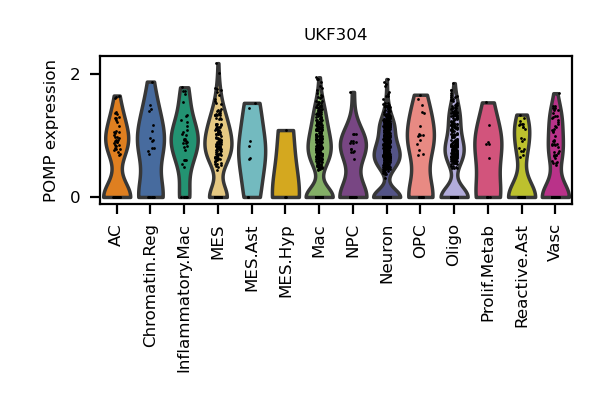 UKF304
POMP expression
2
0
AC
Chromatin.Reg
Inflammatory.Mac
MES
MES.Ast
MES.Hyp
Mac
NPC
Neuron
OPC
Oligo
Prolif.Metab
Reactive.Ast
Vasc